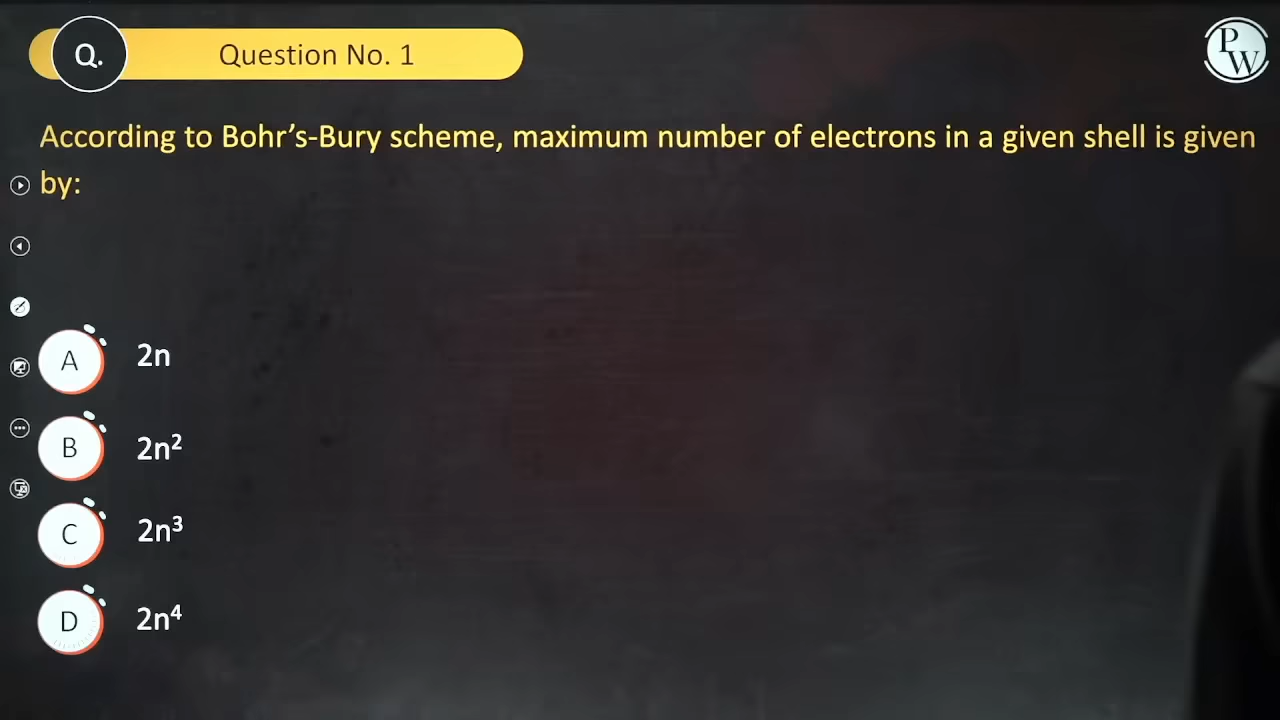 Q.
Question No. 1
PW
According to Bohr’s-Bury scheme, maximum number of electrons in a given shell is given
by:
A 2n
B 2n²
C 2n³
D 2n⁴